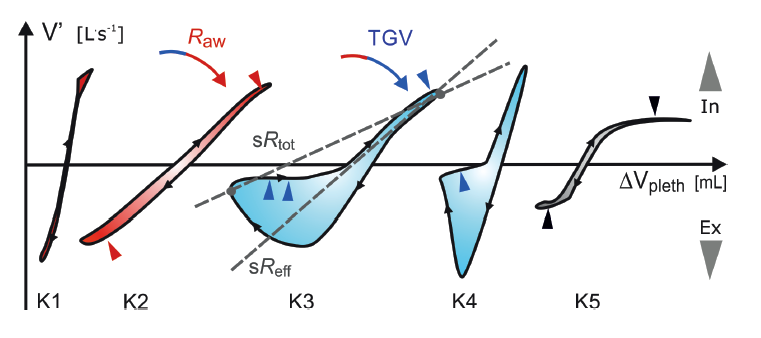 V' [L·s⁻¹]
Raw
TGV
In
sRtot
ΔVpleth [mL]
Ex
sReff
K1 K2 K3 K4 K5